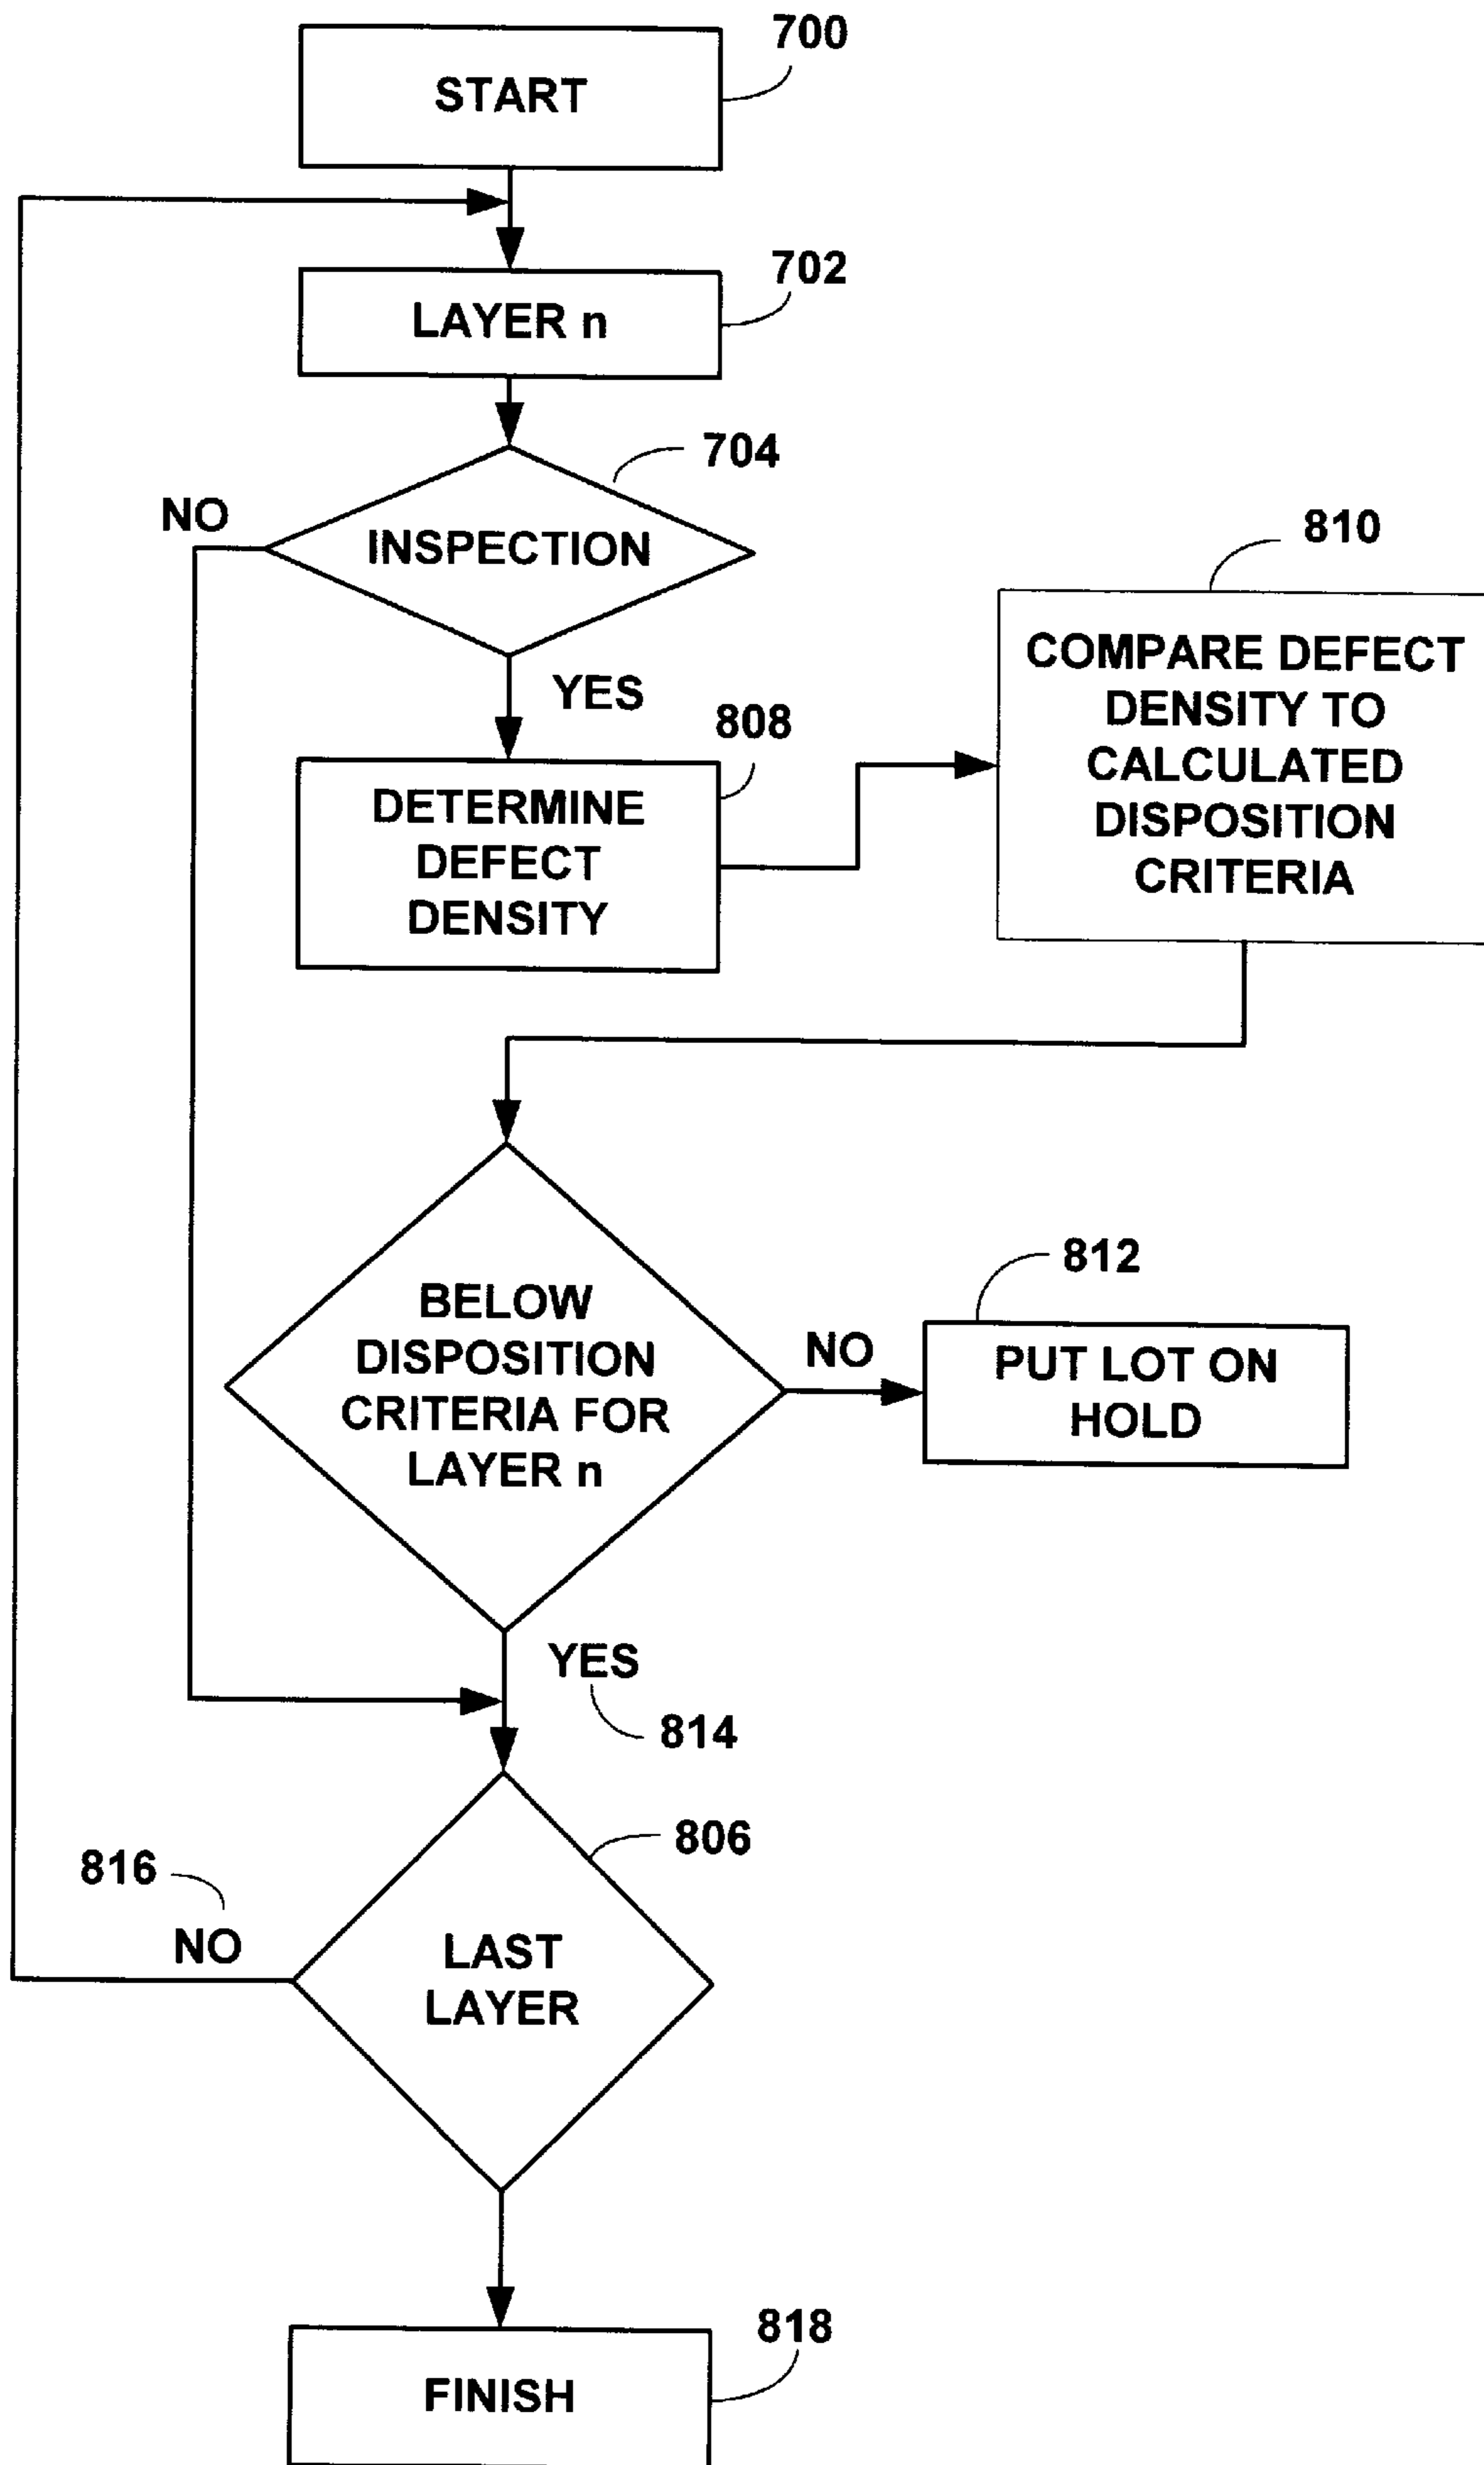 700
START
702
LAYER n
704
NO
INSPECTION
YES
808
DETERMINE
DEFECT
DENSITY
810
COMPARE DEFECT
DENSITY TO
CALCULATED
DISPOSITION
CRITERIA
BELOW
DISPOSITION
CRITERIA FOR
LAYER n
NO
812
PUT LOT ON
HOLD
YES
814
806
816
NO
LAST
LAYER
818
FINISH